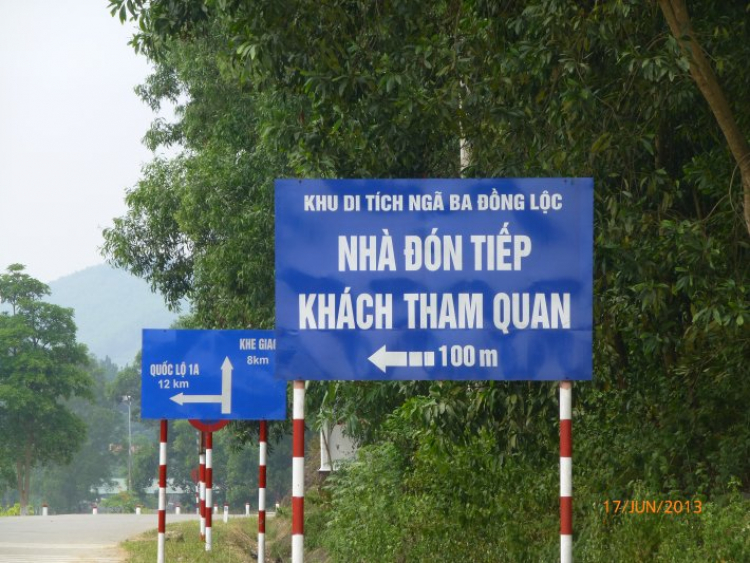 KHU DI TÍCH NGÃ BA ĐỒNG LỘC
NHÀ ĐÓN TIẾP
KHÁCH THAM QUAN
100 m
KHE
8km
QUỐC LỘ 1A
12 km
17/JUN/2013